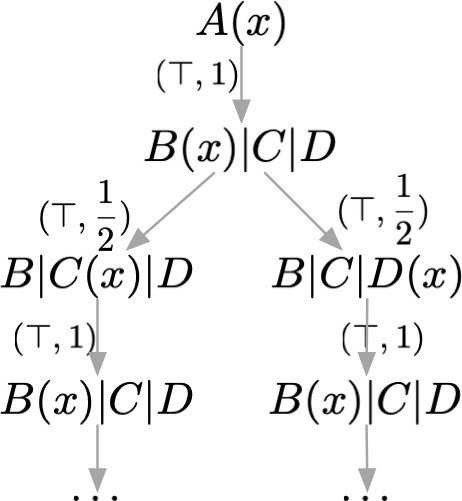 A(x)
(⊤, 1)
B(x)|C|D
(⊤, 1/2) (⊤, 1/2)
B|C(x)|D B|C|D(x)
(⊤, 1) (⊤, 1)
B(x)|C|D B(x)|C|D
... ...